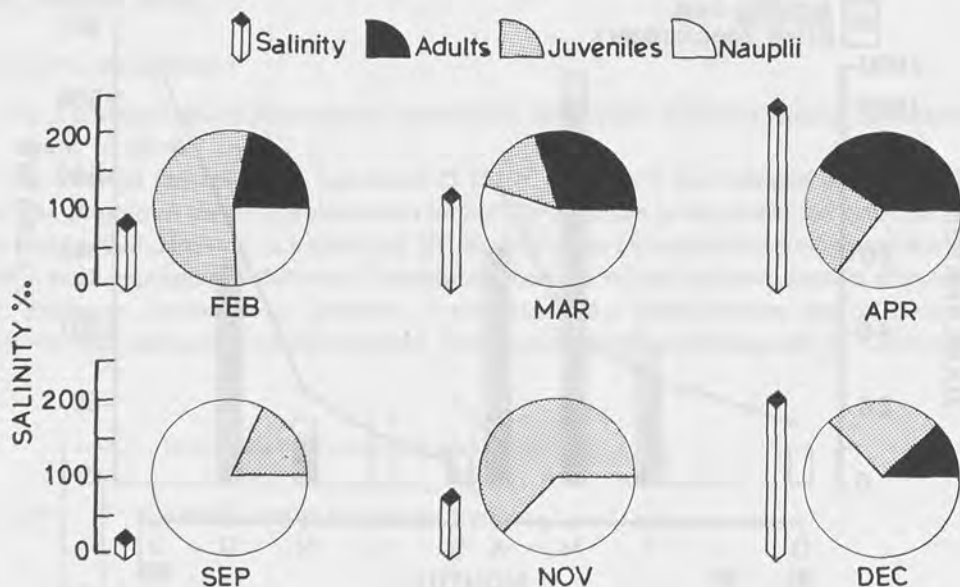 Salinity Adults Juveniles Nauplii
200
100
0
FEB MAR APR
SALINITY ‰
200
100
0
SEP NOV DEC